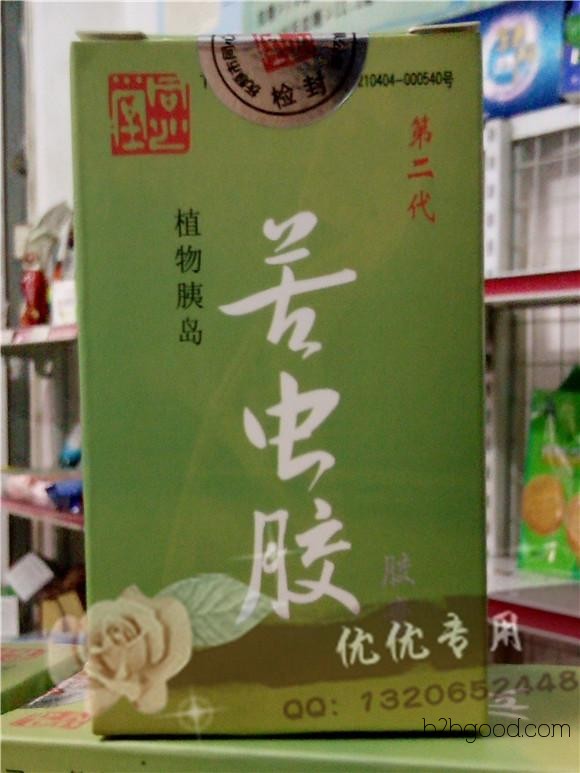 检封
210404-000540号
第二代
植物胰岛
苦虫胶
胶
优优专用
QQ: 1320652448
b2bgood.com